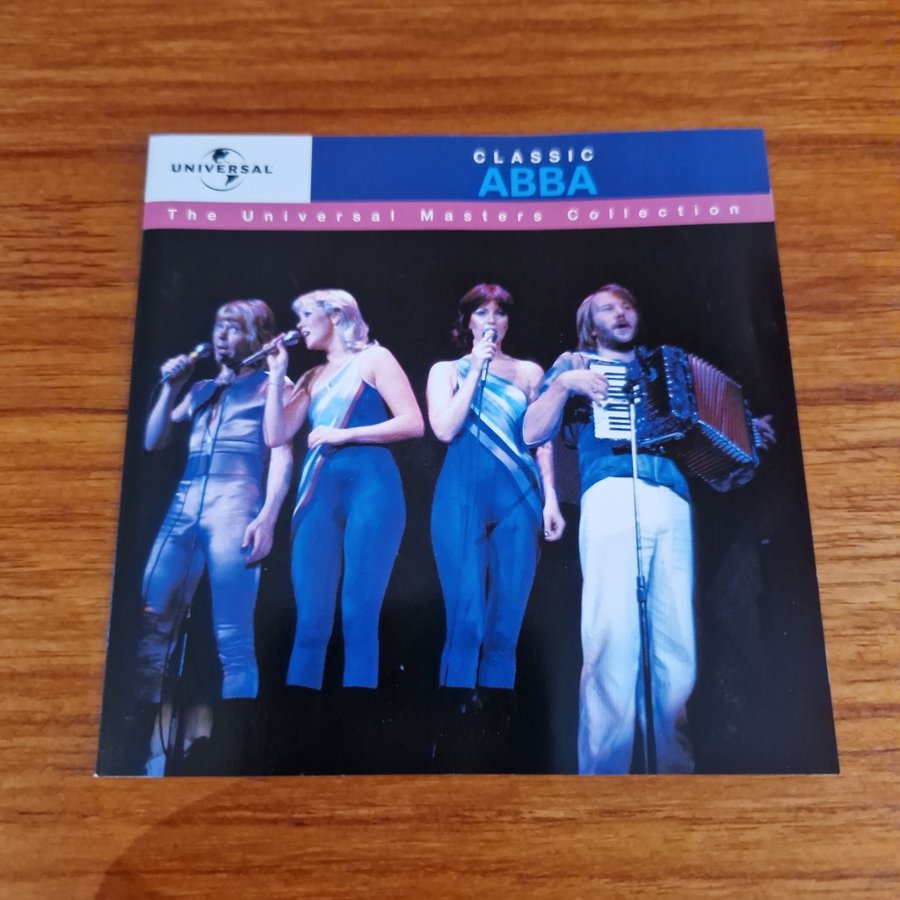 UNIVERSAL
CLASSIC
ABBA
The Universal Masters Collection